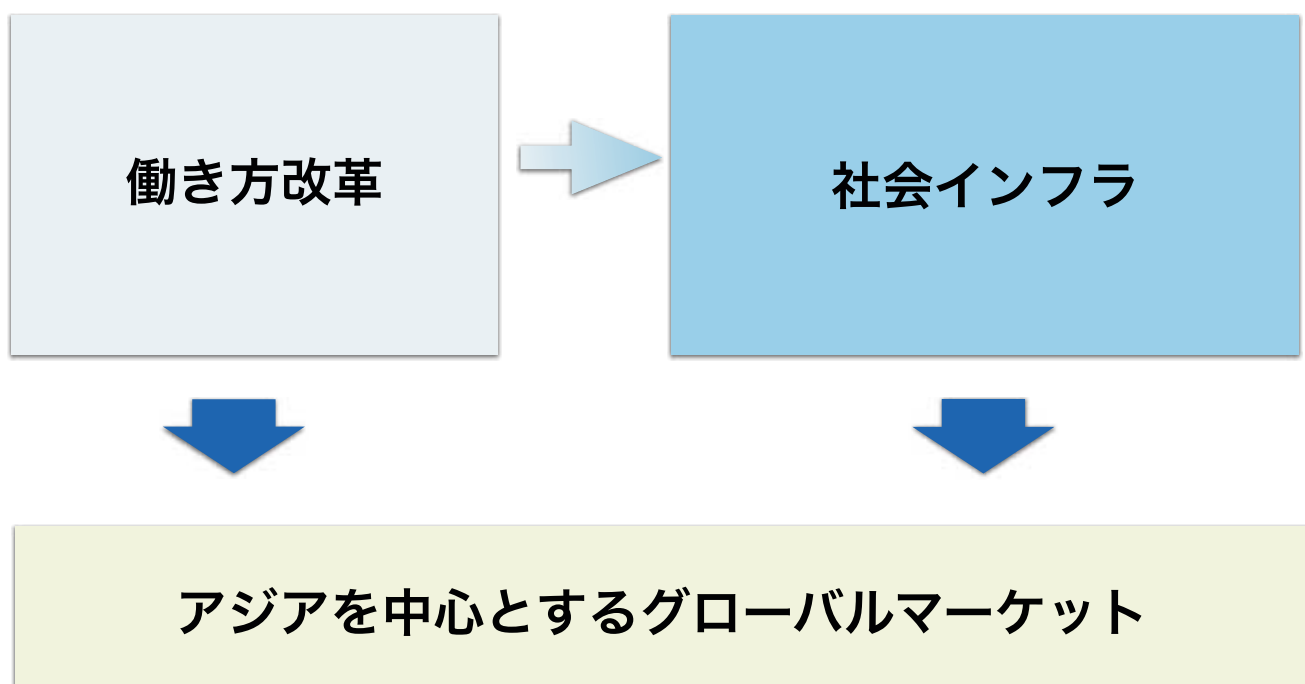 働き方改革
社会インフラ
アジアを中心とするグローバルマーケット